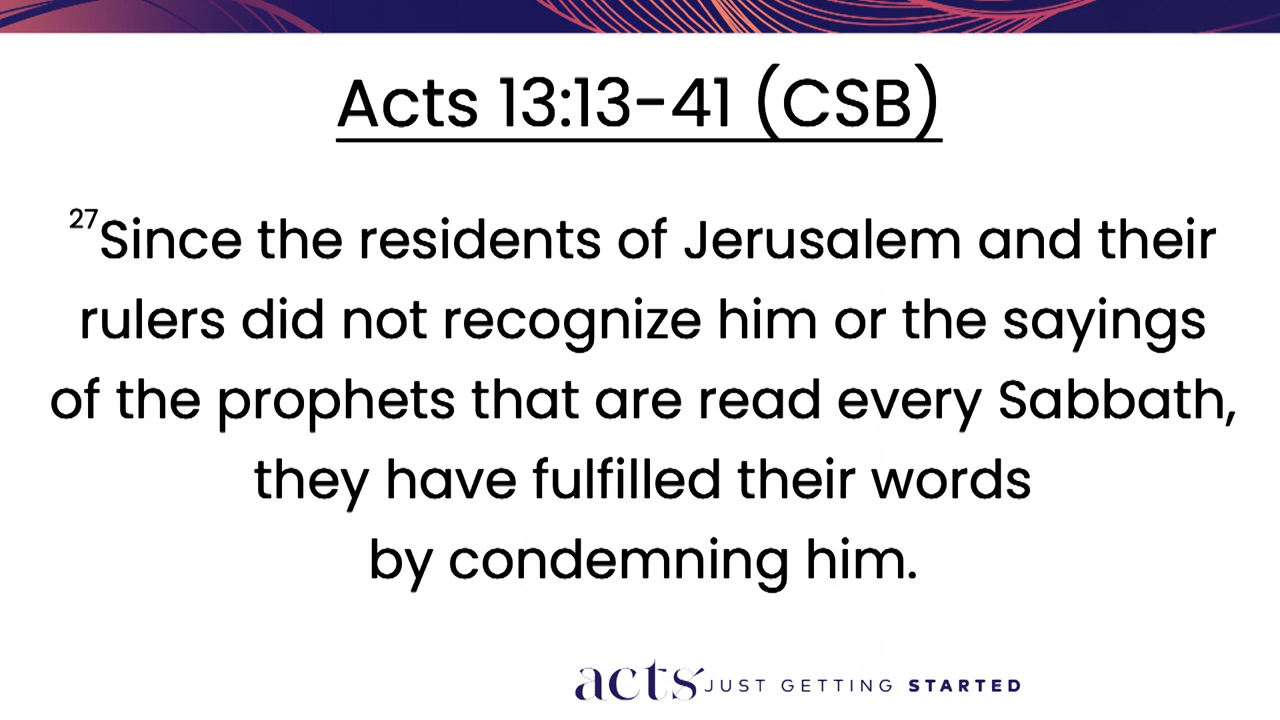 Acts 13:13-41 (CSB)
27Since the residents of Jerusalem and their
rulers did not recognize him or the sayings
of the prophets that are read every Sabbath,
they have fulfilled their words
by condemning him.
acts JUST GETTING STARTED